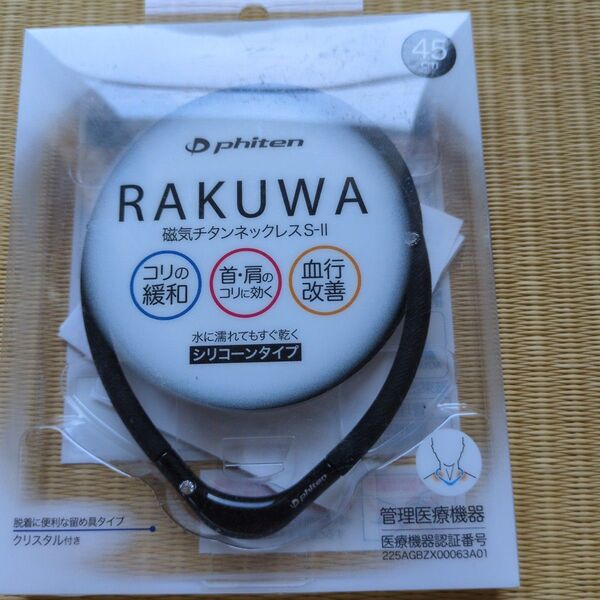 45
cm
phiten
RAKUWA
磁気チタンネックレスS-II
コリの
緩和
首・肩の
コリに効く
血行
改善
水に濡れてもすぐ乾く
シリコーンタイプ
phiten
脱着に便利な留め具タイプ
クリスタル付き
管理医療機器
医療機器認証番号
225AGBZX00063A01